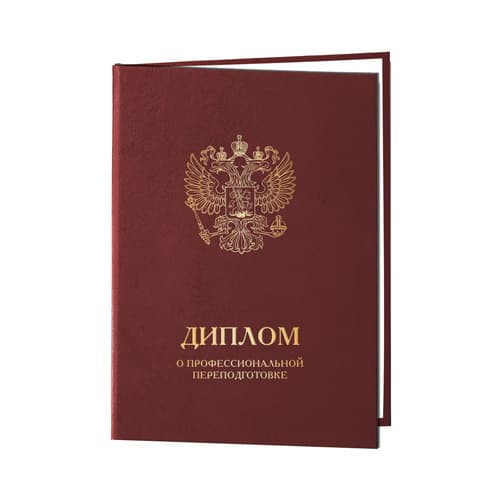 ДИПЛОМ
О ПРОФЕССИОНАЛЬНОЙ
ПЕРЕПОДГОТОВКЕ